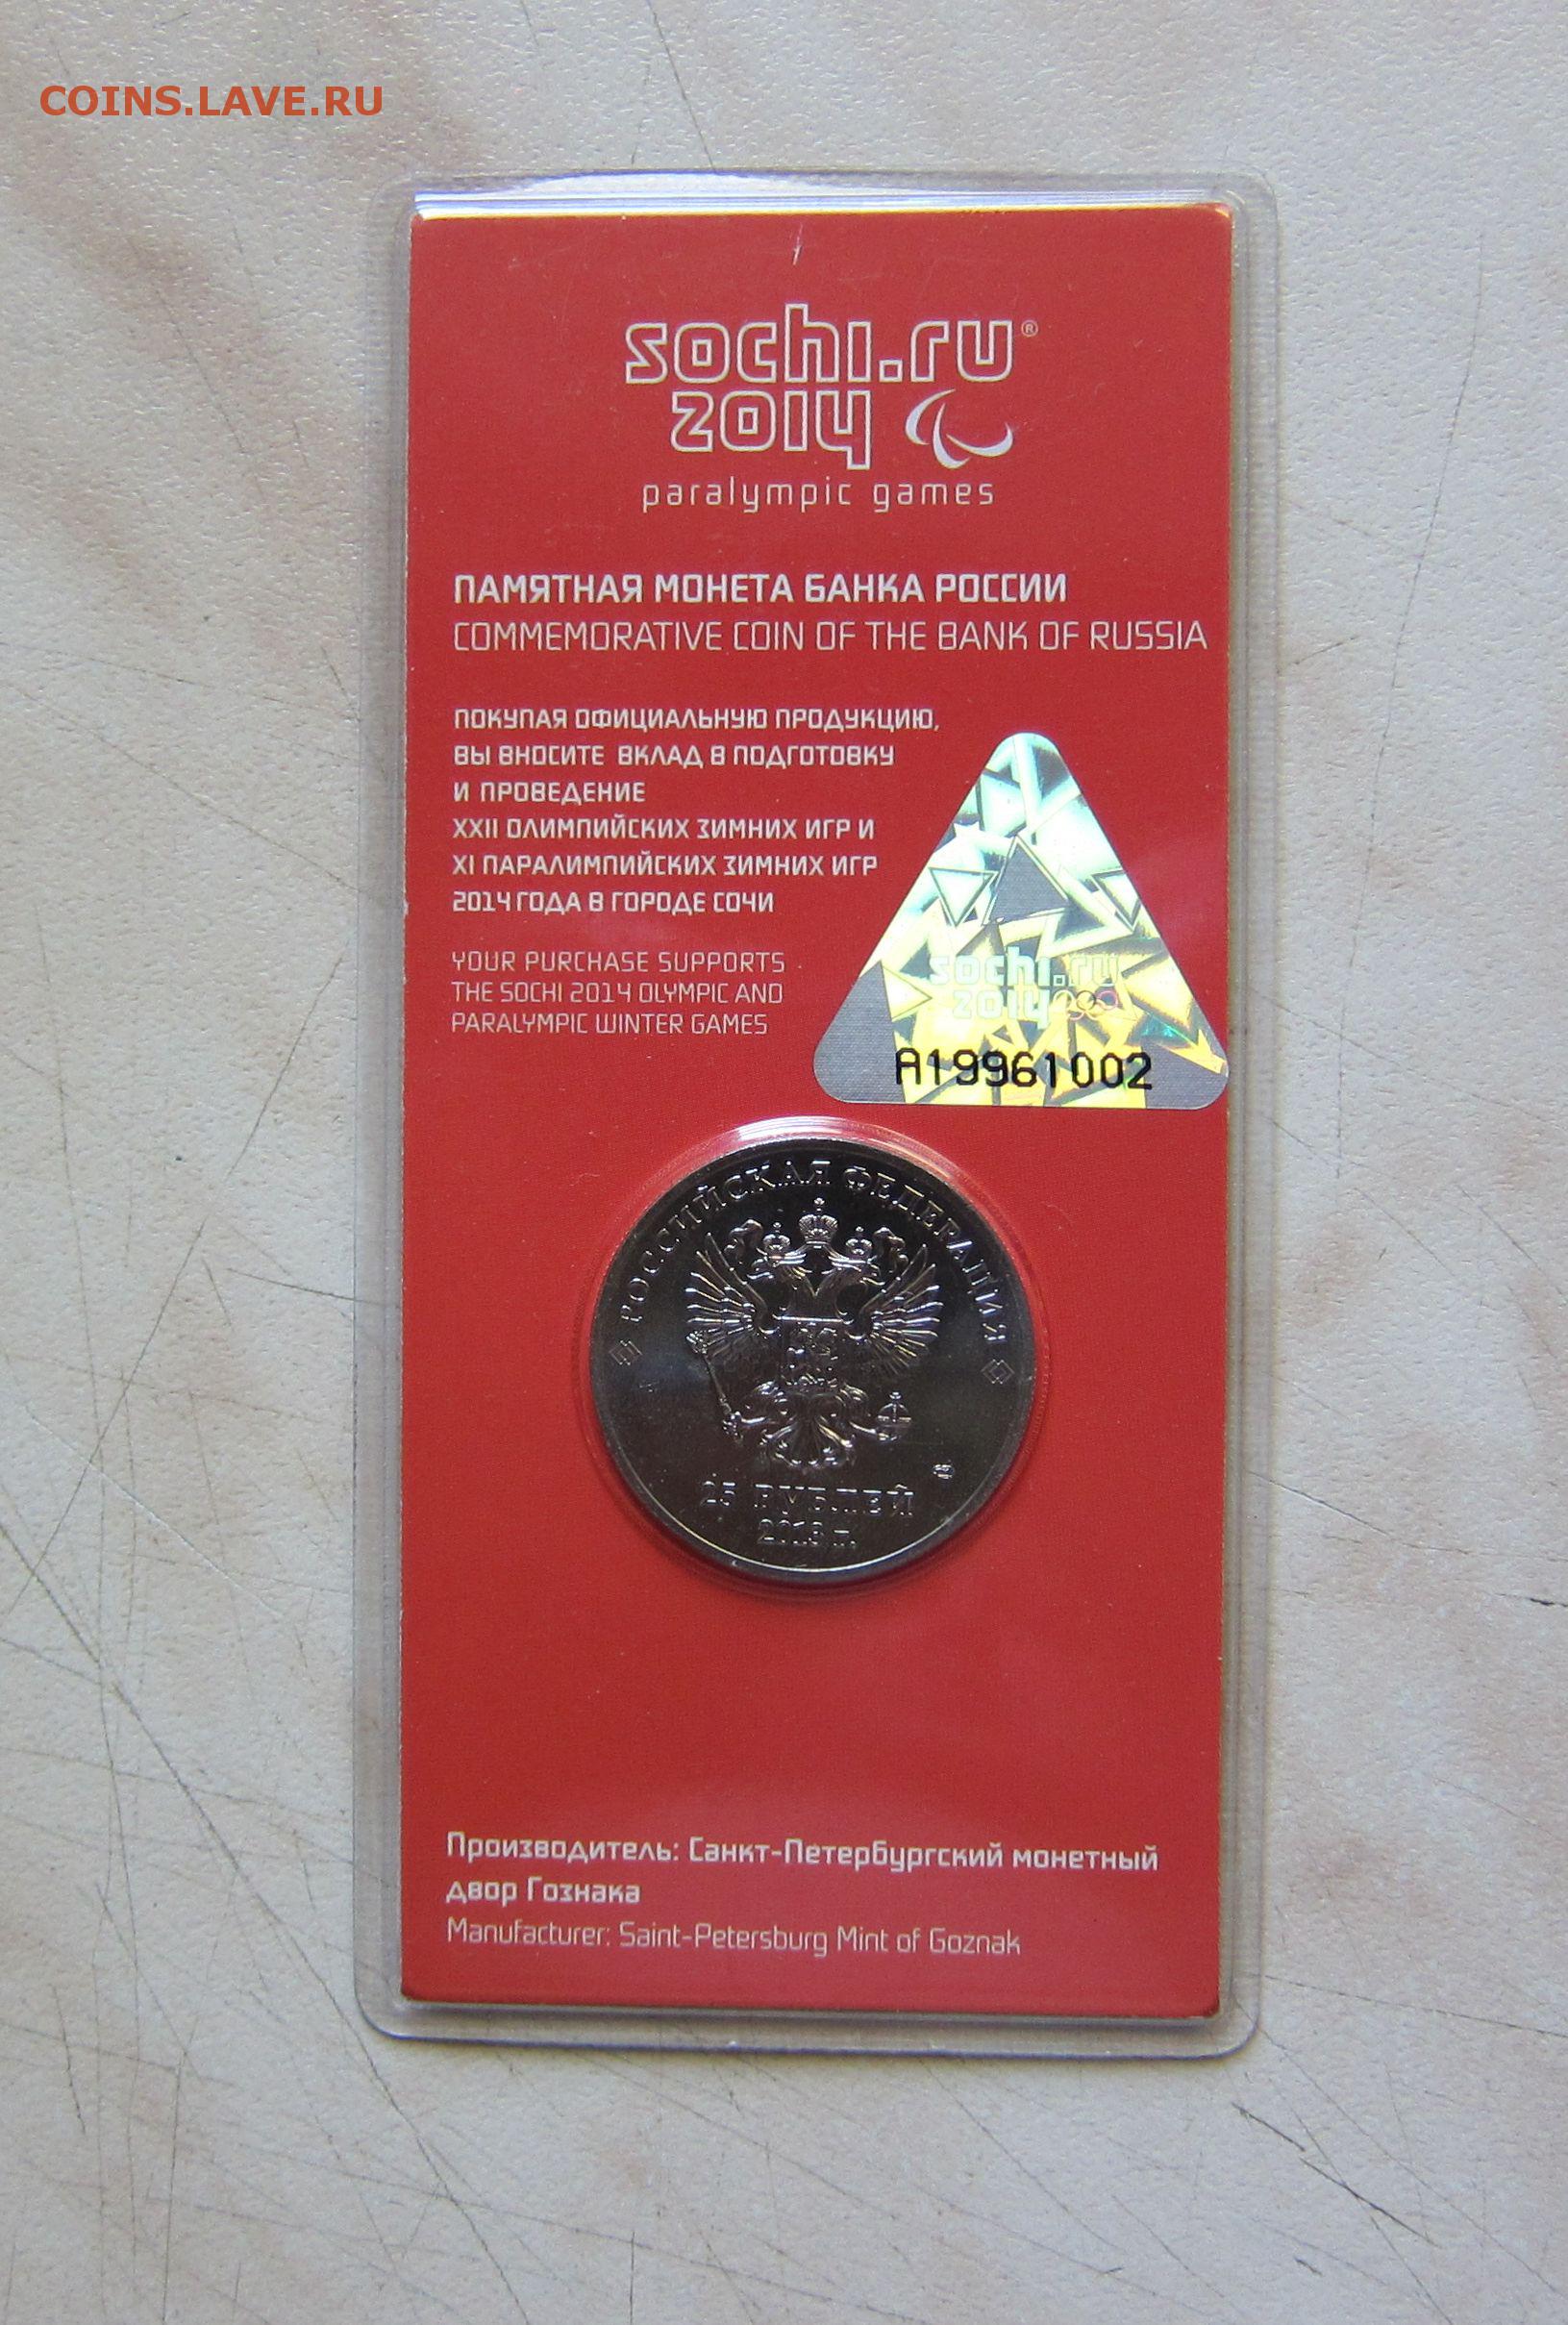 COINS.LAVE.RU
sochi.ru®
2014
paralympic games
ПАМЯТНАЯ МОНЕТА БАНКА РОССИИ
COMMEMORATIVE COIN OF THE BANK OF RUSSIA
ПОКУПАЯ ОФИЦИАЛЬНУЮ ПРОДУКЦИЮ,
ВЫ ВНОСИТЕ ВКЛАД В ПОДГОТОВКУ
И ПРОВЕДЕНИЕ
XXII ОЛИМПИЙСКИХ ЗИМНИХ ИГР И
XI ПАРАЛИМПИЙСКИХ ЗИМНИХ ИГР
2014 ГОДА В ГОРОДЕ СОЧИ
YOUR PURCHASE SUPPORTS
THE SOCHI 2014 OLYMPIC AND
PARALYMPIC WINTER GAMES
sochi.ru
2014
A19961002
РОССИЙСКАЯ ФЕДЕРАЦИЯ
25 РУБЛЕЙ
2013 г.
Производитель: Санкт-Петербургский монетный
двор Гознака
Manufacturer: Saint-Petersburg Mint of Goznak